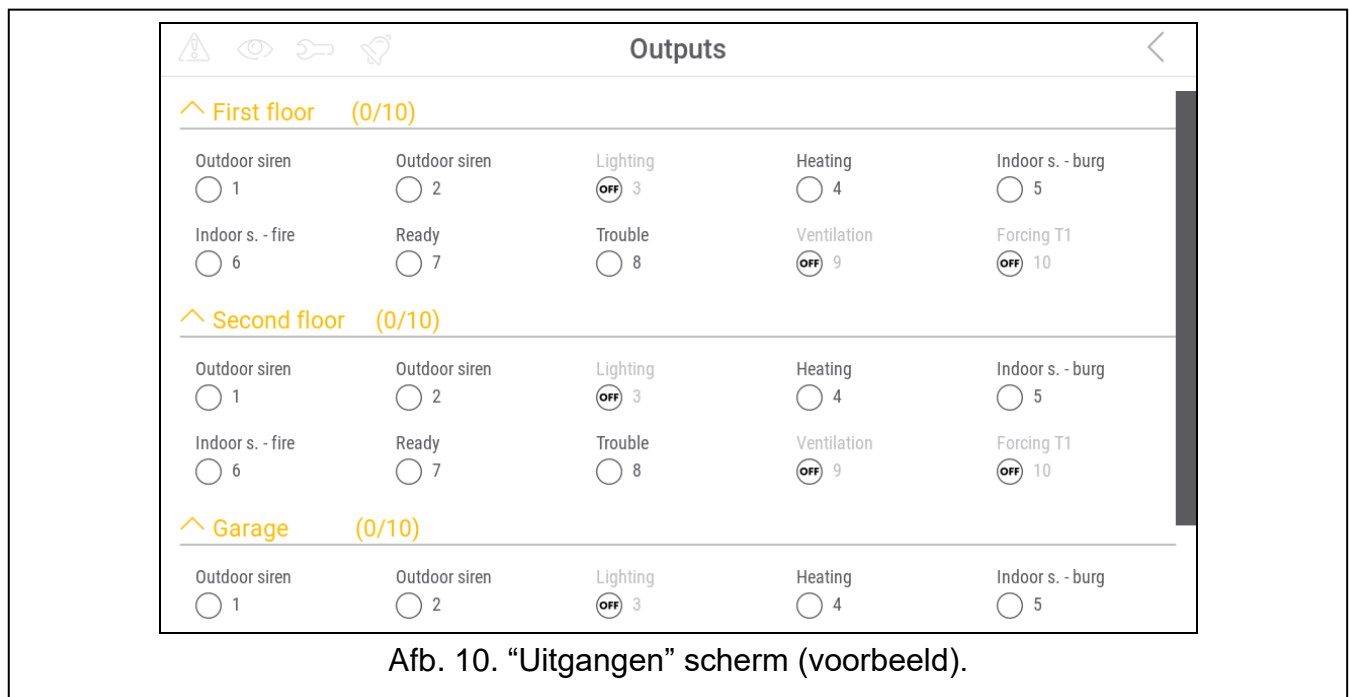 Outputs
First floor (0/10)
Outdoor siren Outdoor siren Lighting Heating Indoor s. - burg
1 2 OFF 3 4 5
Indoor s. - fire Ready Trouble Ventilation Forcing T1
6 7 8 OFF 9 OFF 10
Second floor (0/10)
Outdoor siren Outdoor siren Lighting Heating Indoor s. - burg
1 2 OFF 3 4 5
Indoor s. - fire Ready Trouble Ventilation Forcing T1
6 7 8 OFF 9 OFF 10
Garage (0/10)
Outdoor siren Outdoor siren Lighting Heating Indoor s. - burg
1 2 OFF 3 4 5
Afb. 10. “Uitgangen” scherm (voorbeeld).